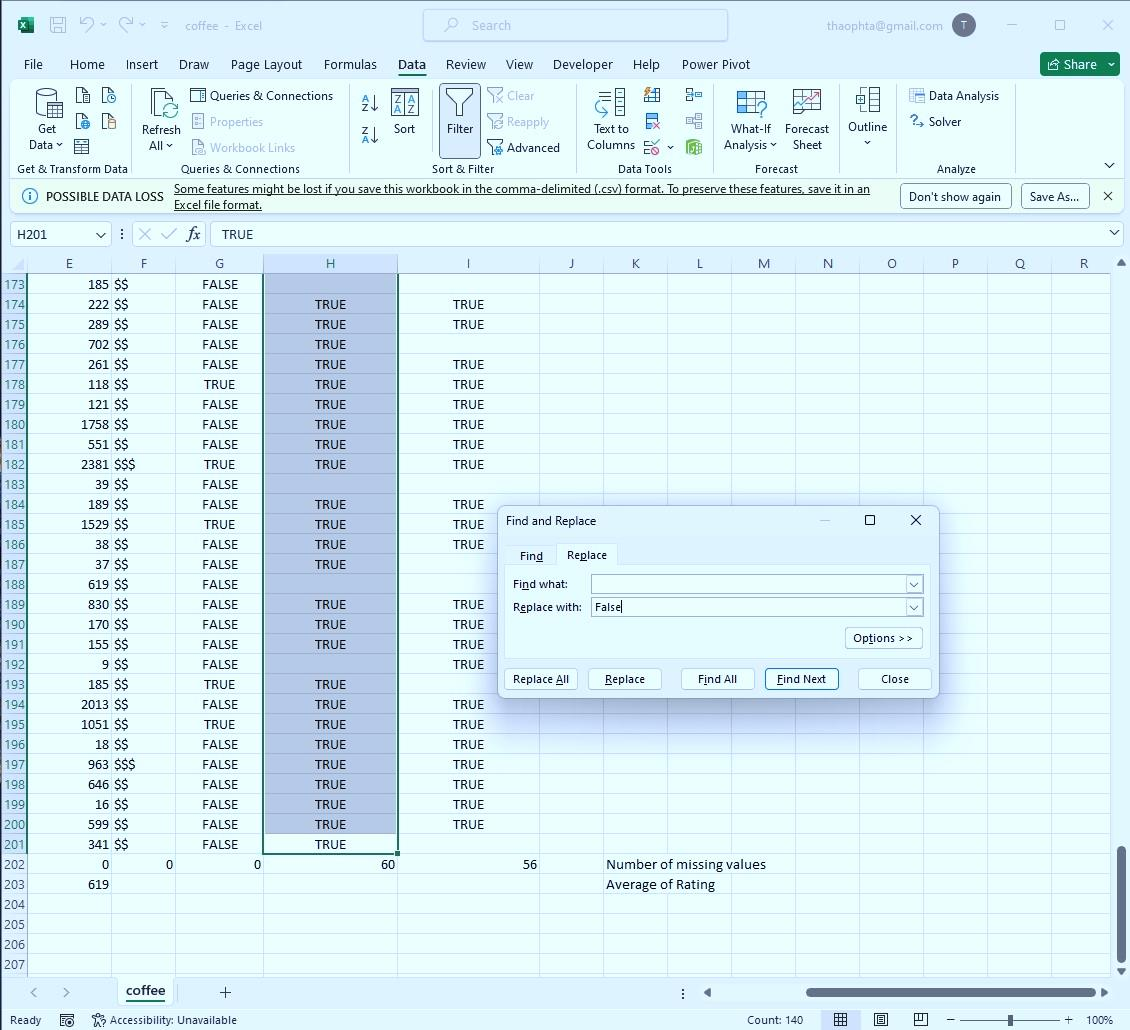 coffee - Excel
Search
thaophta@gmail.com T
File Home Insert Draw Page Layout Formulas Data Review View Developer Help Power Pivot
Share
Get Data
Refresh All
Queries & Connections
Properties
Workbook Links
Sort
Filter
Clear
Reapply
Advanced
Text to Columns
What-If Analysis
Forecast Sheet
Outline
Data Analysis
Solver
Get & Transform Data
Queries & Connections
Sort & Filter
Data Tools
Forecast
Analyze
POSSIBLE DATA LOSS
Some features might be lost if you save this workbook in the comma-delimited (.csv) format. To preserve these features, save it in an
Excel file format.
Don't show again
Save As...
H201
fx
TRUE
E F G H I J K L M N O P Q R
173 185 $$ FALSE
174 222 $$ FALSE TRUE TRUE
175 289 $$ FALSE TRUE TRUE
176 702 $$ FALSE TRUE
177 261 $$ FALSE TRUE TRUE
178 118 $$ TRUE TRUE TRUE
179 121 $$ FALSE TRUE TRUE
180 1758 $$ FALSE TRUE TRUE
181 551 $$ FALSE TRUE TRUE
182 2381 $$$ TRUE TRUE TRUE
183 39 $$ FALSE
184 189 $$ FALSE TRUE TRUE
185 1529 $$ TRUE TRUE TRUE
186 38 $$ FALSE TRUE TRUE
187 37 $$ FALSE TRUE
188 619 $$ FALSE
189 830 $$ FALSE TRUE TRUE
190 170 $$ FALSE TRUE TRUE
191 155 $$ FALSE TRUE TRUE
192 9 $$ FALSE TRUE
193 185 $$ TRUE TRUE
194 2013 $$ FALSE TRUE TRUE
195 1051 $$ TRUE TRUE TRUE
196 18 $$ FALSE TRUE TRUE
197 963 $$$ FALSE TRUE TRUE
198 646 $$ FALSE TRUE TRUE
199 16 $$ FALSE TRUE TRUE
200 599 $$ FALSE TRUE TRUE
201 341 $$ FALSE TRUE
202 0 0 0 60 56 Number of missing values
203 619 Average of Rating
204
205
206
207
Find and Replace
Find Replace
Find what:
Replace with: False
Options >>
Replace All Replace Find All Find Next Close
coffee
Ready
Accessibility: Unavailable
Count: 140
100%